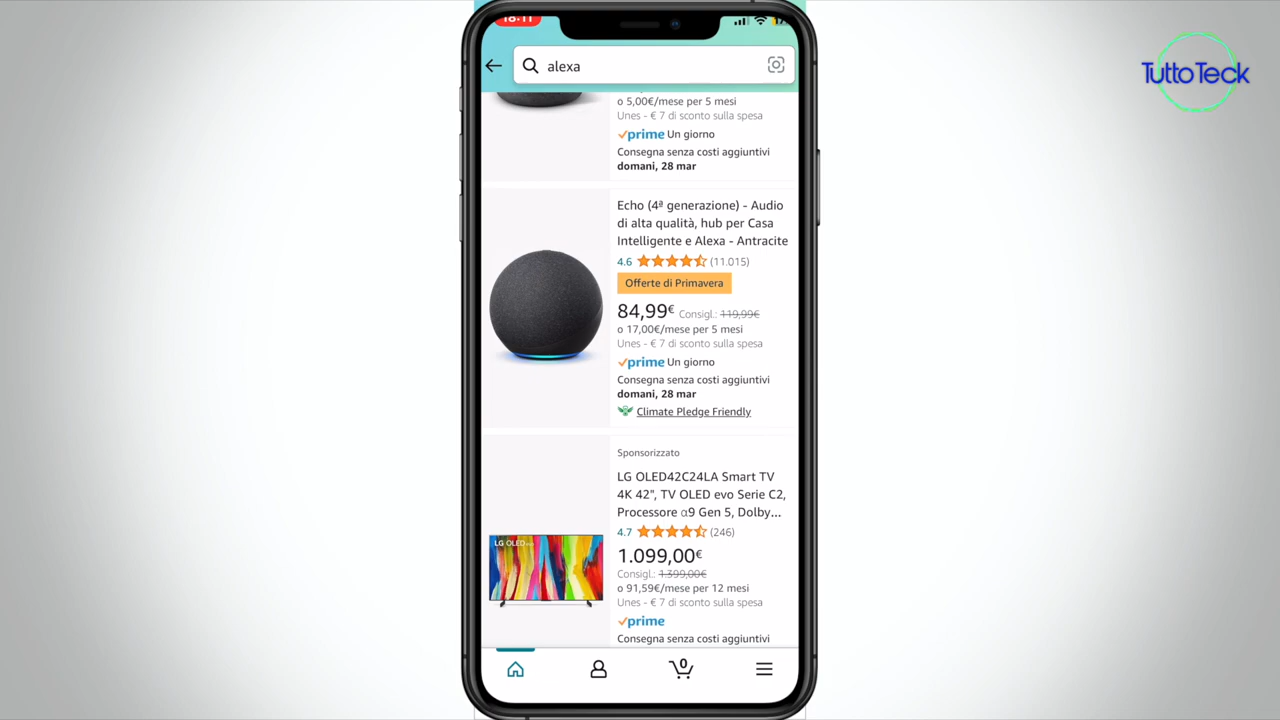 18:11
TuttoTeck
alexa
o 5,00€/mese per 5 mesi
Unes - € 7 di sconto sulla spesa
prime Un giorno
Consegna senza costi aggiuntivi
domani, 28 mar
Echo (4ª generazione) - Audio
di alta qualità, hub per Casa
Intelligente e Alexa - Antracite
4.6 (11.015)
Offerte di Primavera
84,99€ Consigl.: 119,99€
o 17,00€/mese per 5 mesi
Unes - € 7 di sconto sulla spesa
prime Un giorno
Consegna senza costi aggiuntivi
domani, 28 mar
Climate Pledge Friendly
Sponsorizzato
LG OLED42C24LA Smart TV
4K 42", TV OLED evo Serie C2,
Processore α9 Gen 5, Dolby...
4.7 (246)
LG OLED
1.099,00€
Consigl.: 1.399,00€
o 91,59€/mese per 12 mesi
Unes - € 7 di sconto sulla spesa
prime
Consegna senza costi aggiuntivi
0